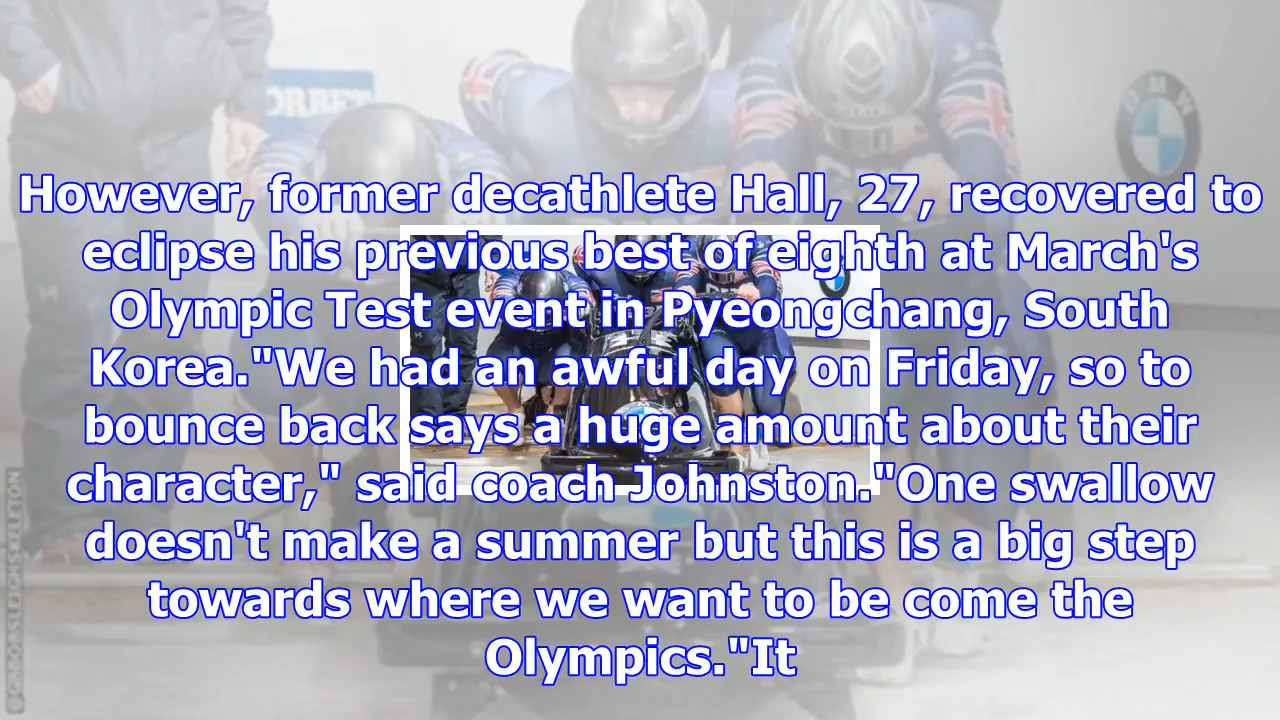 ORBET
BMW
However, former decathlete Hall, 27, recovered to
eclipse his previous best of eighth at March's
Olympic Test event in Pyeongchang, South
Korea."We had an awful day on Friday, so to
bounce back says a huge amount about their
character," said coach Johnston."One swallow
doesn't make a summer but this is a big step
towards where we want to be come the
Olympics."It
@GBBOBSLEIGHSKELETON